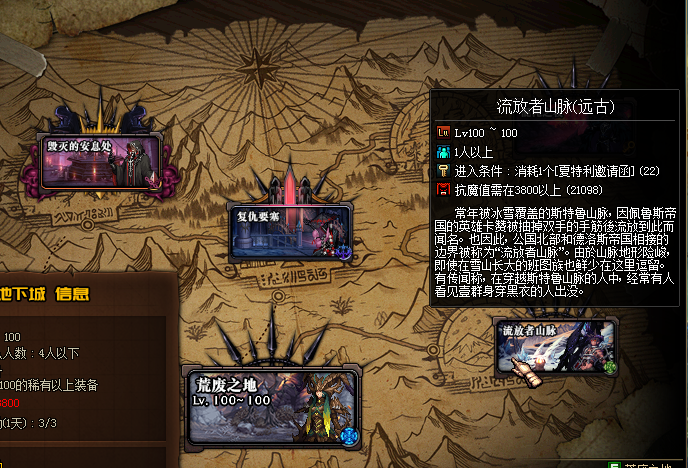 毁灭的安息处
复仇要塞
流放者山脉(远古)
Lv100 ~ 100
1人以上
进入条件：消耗1个[夏特利邀请函] (22)
抗魔值需在3800以上 (21098)
常年被冰雪覆盖的斯特鲁山脉, 因佩鲁斯帝
国的英雄卡赞被抽掉双手的手筋後流放到此而
闻名。也因此, 公国北部和德洛斯帝国相接的
边界被称为“流放者山脉”。由於山脉地形险峻,
即使在雪山长大的班图族也鲜少在这里逗留。
有传闻称, 在穿越斯特鲁山脉的人中, 经常有人
看见壹群身穿黑衣的人出没。
地下城 信息
100
人数：4人以下
100的稀有以上装备
3800
(1天)：3/3
流放者山脉
荒废之地
Lv. 100~100